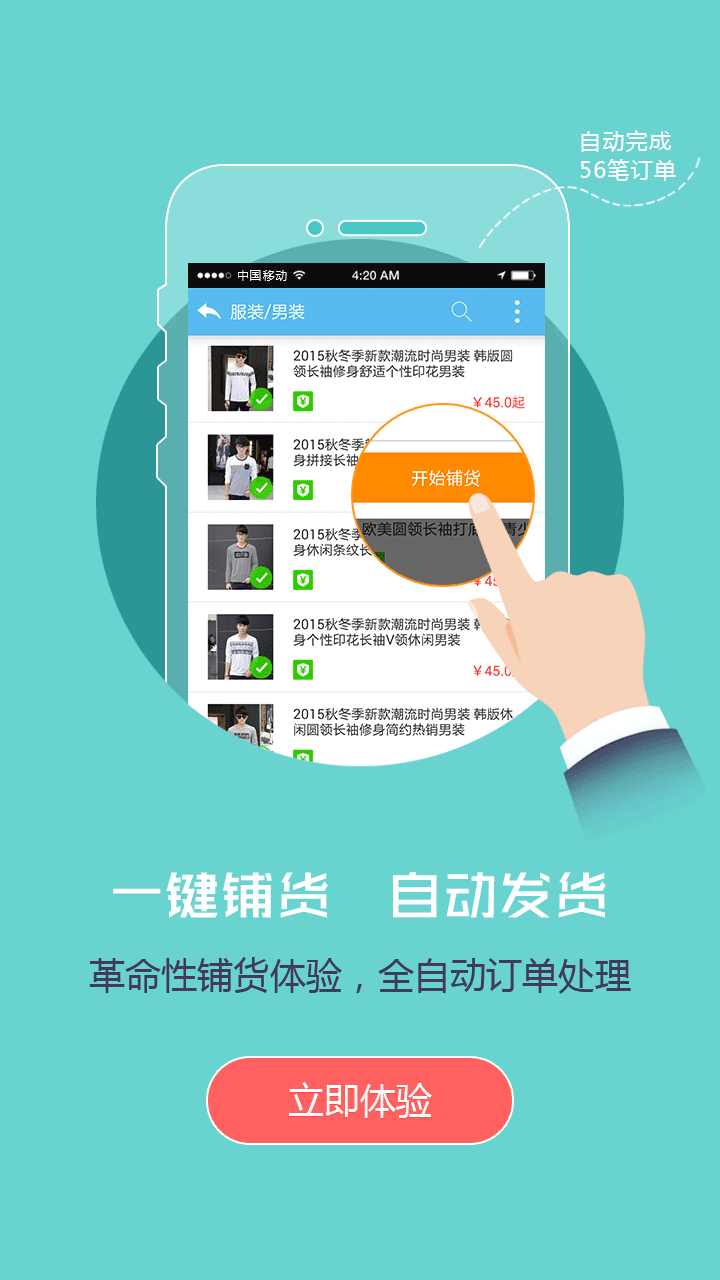 自动完成
56笔订单
中国移动 4:20 AM
服装/男装
2015秋冬季新款潮流时尚男装 韩版圆
领长袖修身舒适个性印花男装
￥45.0起
2015秋冬季
身拼接长袖
开始铺货
欧美圆领长袖打底 青少
2015秋冬季
身休闲条纹长
￥45
2015秋冬季新款潮流时尚男装
身个性印花长袖V领休闲男装
￥45.0
2015秋冬季新款潮流时尚男装 韩版休
闲圆领长袖修身简约热销男装
一键铺货 自动发货
革命性铺货体验，全自动订单处理
立即体验